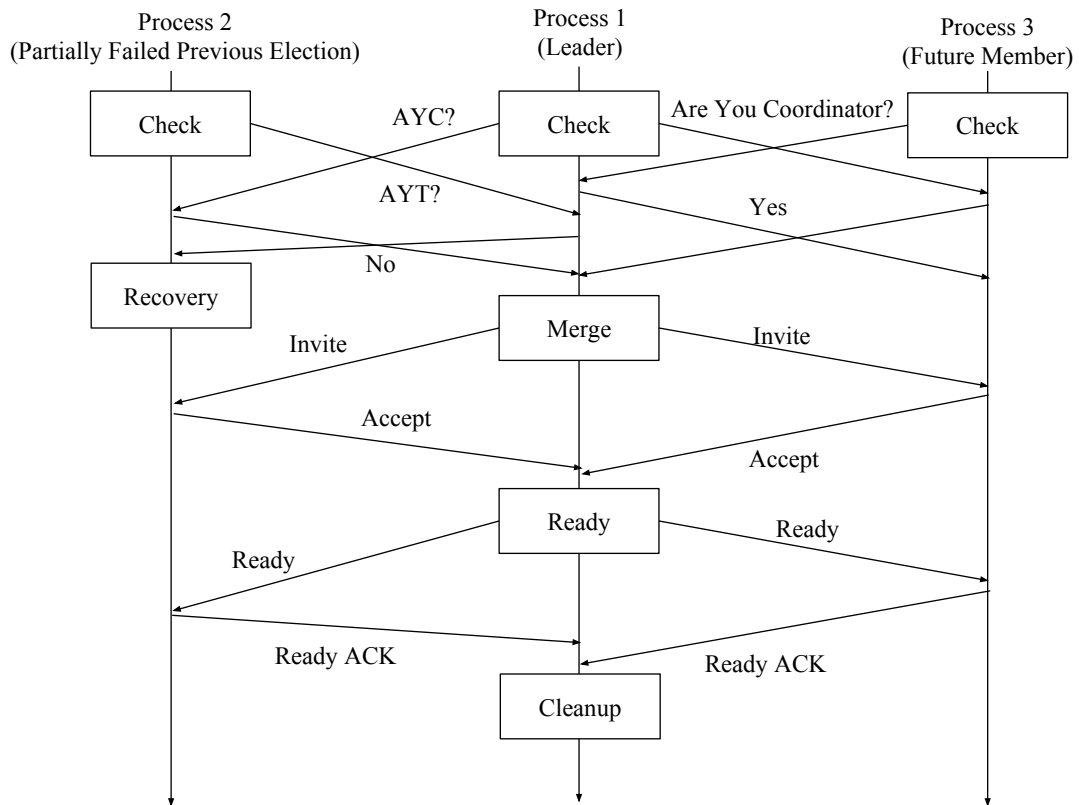 Process 2
(Partially Failed Previous Election)
Process 1
(Leader)
Process 3
(Future Member)
Check
AYC?
Check
Are You Coordinator?
Check
AYT?
Yes
No
Recovery
Merge
Invite
Invite
Accept
Accept
Ready
Ready
Ready
Ready ACK
Ready ACK
Cleanup